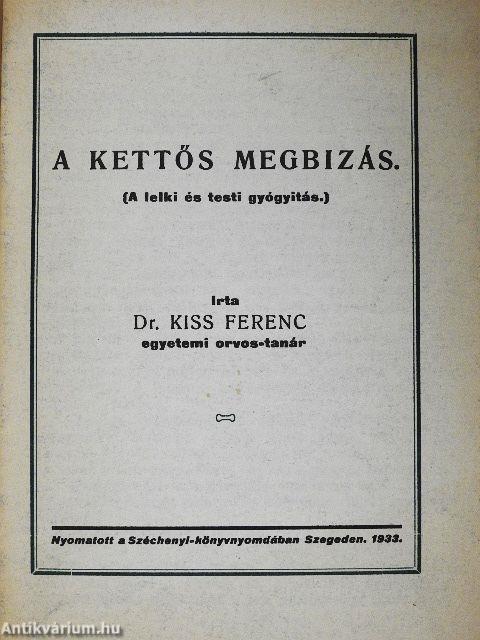 A KETTŐS MEGBIZÁS.
(A lelki és testi gyógyitás.)
Irta
Dr. KISS FERENC
egyetemi orvos-tanár
Nyomatott a Széchenyi-könyvnyomdában Szegeden. 1933.
Antikvárium.hu